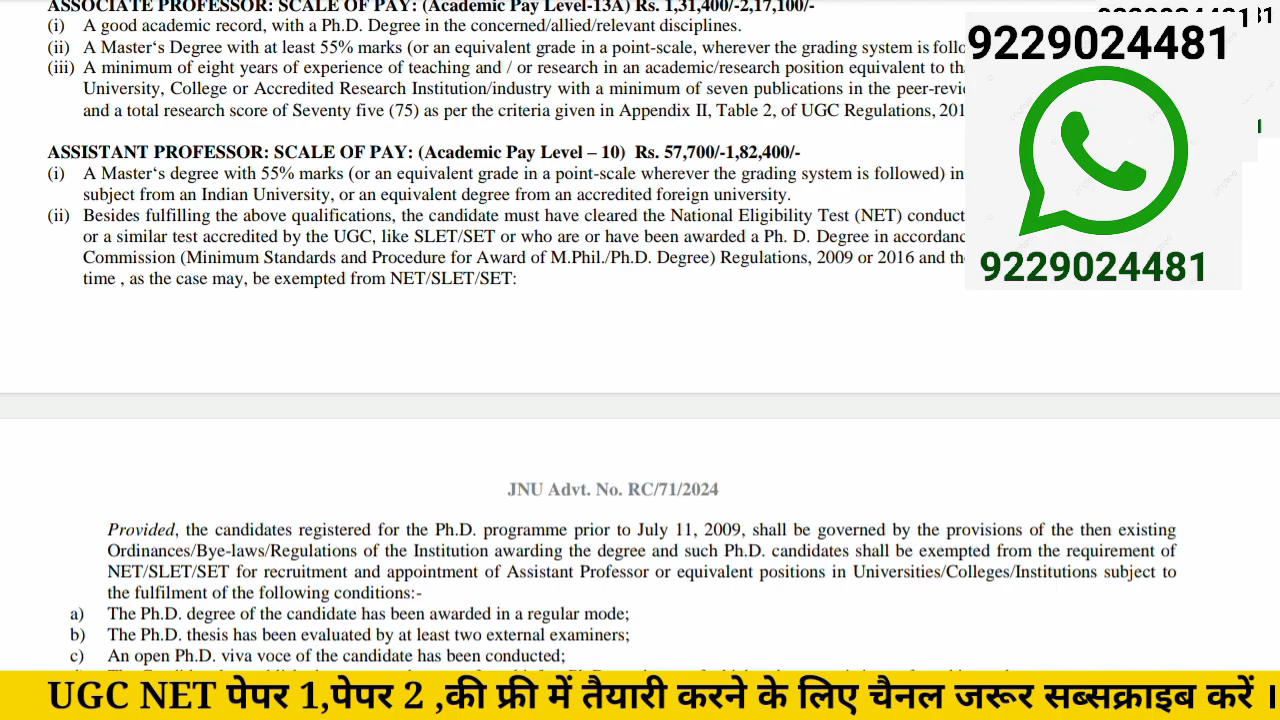 ASSOCIATE PROFESSOR: SCALE OF PAY: (Academic Pay Level-13A) Rs. 1,31,400/-2,17,100/-
(i) A good academic record, with a Ph.D. Degree in the concerned/allied/relevant disciplines.
(ii) A Master‘s Degree with at least 55% marks (or an equivalent grade in a point-scale, wherever the grading system is follo
(iii) A minimum of eight years of experience of teaching and / or research in an academic/research position equivalent to th
University, College or Accredited Research Institution/industry with a minimum of seven publications in the peer-revie
and a total research score of Seventy five (75) as per the criteria given in Appendix II, Table 2, of UGC Regulations, 201
9229024481
9229024481
ASSISTANT PROFESSOR: SCALE OF PAY: (Academic Pay Level – 10) Rs. 57,700/-1,82,400/-
(i) A Master‘s degree with 55% marks (or an equivalent grade in a point-scale wherever the grading system is followed) in
subject from an Indian University, or an equivalent degree from an accredited foreign university.
(ii) Besides fulfilling the above qualifications, the candidate must have cleared the National Eligibility Test (NET) conduct
or a similar test accredited by the UGC, like SLET/SET or who are or have been awarded a Ph. D. Degree in accordanc
Commission (Minimum Standards and Procedure for Award of M.Phil./Ph.D. Degree) Regulations, 2009 or 2016 and the
time , as the case may, be exempted from NET/SLET/SET:
JNU Advt. No. RC/71/2024
Provided, the candidates registered for the Ph.D. programme prior to July 11, 2009, shall be governed by the provisions of the then existing
Ordinances/Bye-laws/Regulations of the Institution awarding the degree and such Ph.D. candidates shall be exempted from the requirement of
NET/SLET/SET for recruitment and appointment of Assistant Professor or equivalent positions in Universities/Colleges/Institutions subject to
the fulfilment of the following conditions:-
a) The Ph.D. degree of the candidate has been awarded in a regular mode;
b) The Ph.D. thesis has been evaluated by at least two external examiners;
c) An open Ph.D. viva voce of the candidate has been conducted;
UGC NET पेपर 1,पेपर 2 ,की फ्री में तैयारी करने के लिए चैनल जरूर सब्सक्राइब करें ।